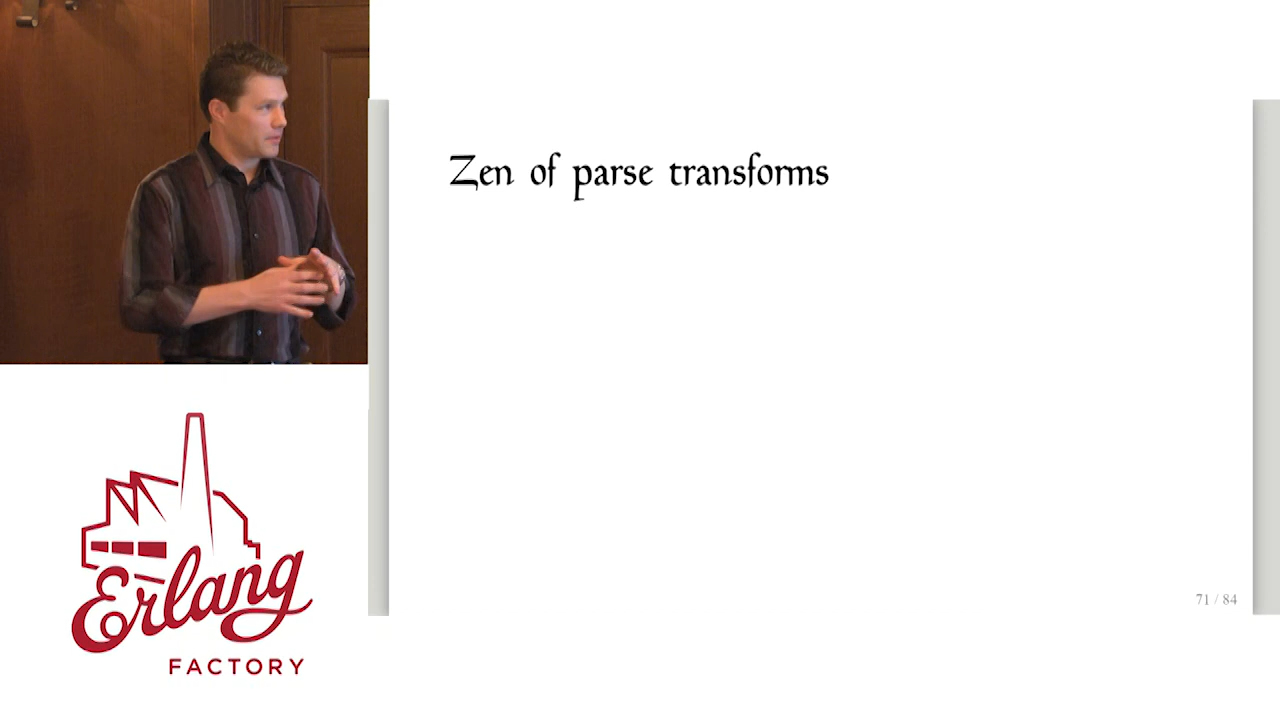 Zen of parse transforms
71 / 84
Erlang
FACTORY